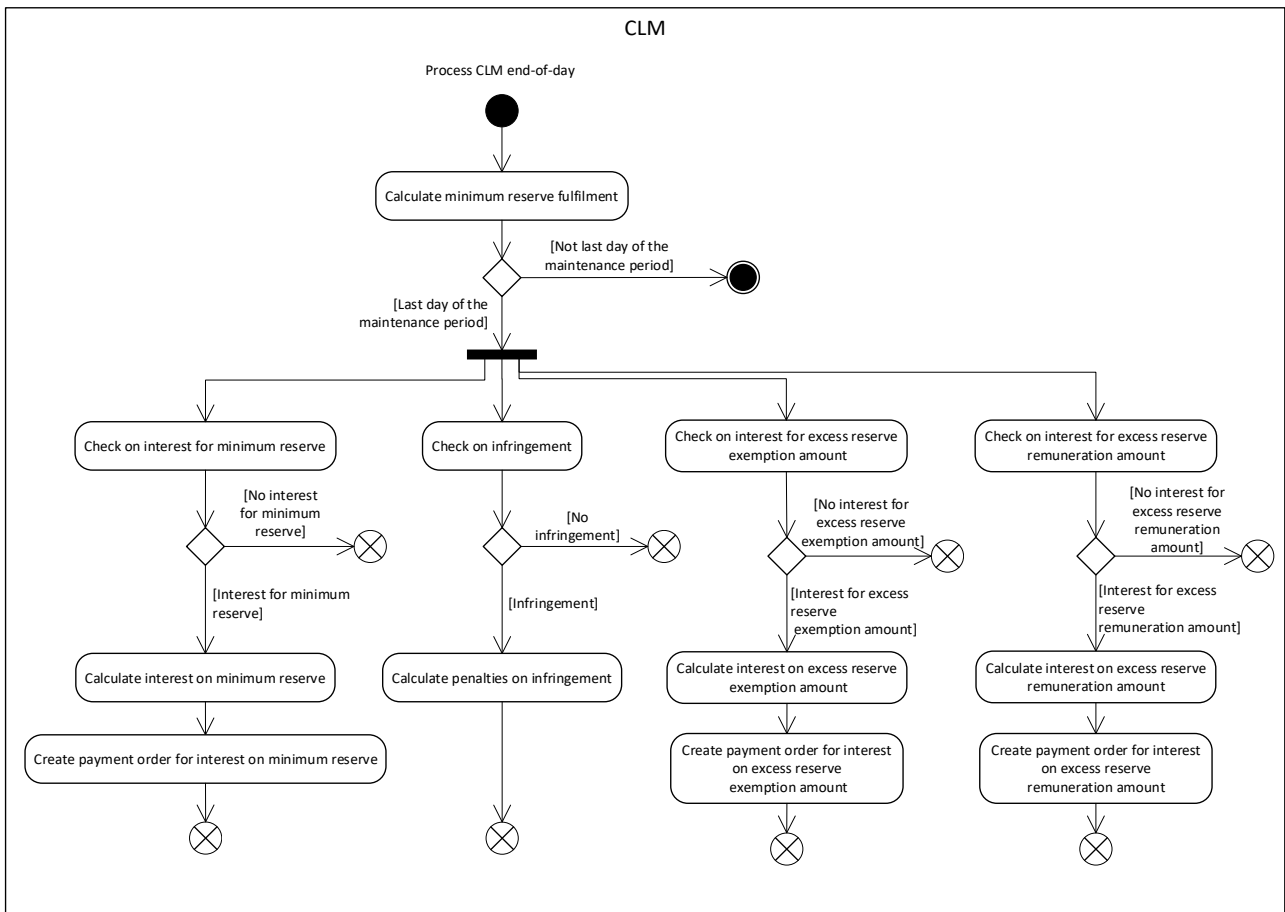 CLM
Process CLM end-of-day
Calculate minimum reserve fulfilment
[Not last day of the
maintenance period]
[Last day of the
maintenance period]
Check on interest for minimum reserve
Check on infringement
Check on interest for excess reserve
exemption amount
Check on interest for excess reserve
remuneration amount
[No interest
for minimum
reserve]
[No
infringement]
[No interest for
excess reserve
exemption amount]
[No interest for
excess reserve
remuneration
amount]
[Interest for minimum
reserve]
[Infringement]
[Interest for excess
reserve
exemption amount]
[Interest for excess
reserve
remuneration amount]
Calculate interest on minimum reserve
Calculate penalties on infringement
Calculate interest on excess reserve
exemption amount
Calculate interest on excess reserve
remuneration amount
Create payment order for interest on minimum reserve
Create payment order for interest
on excess reserve
exemption amount
Create payment order for interest
on excess reserve
remuneration amount